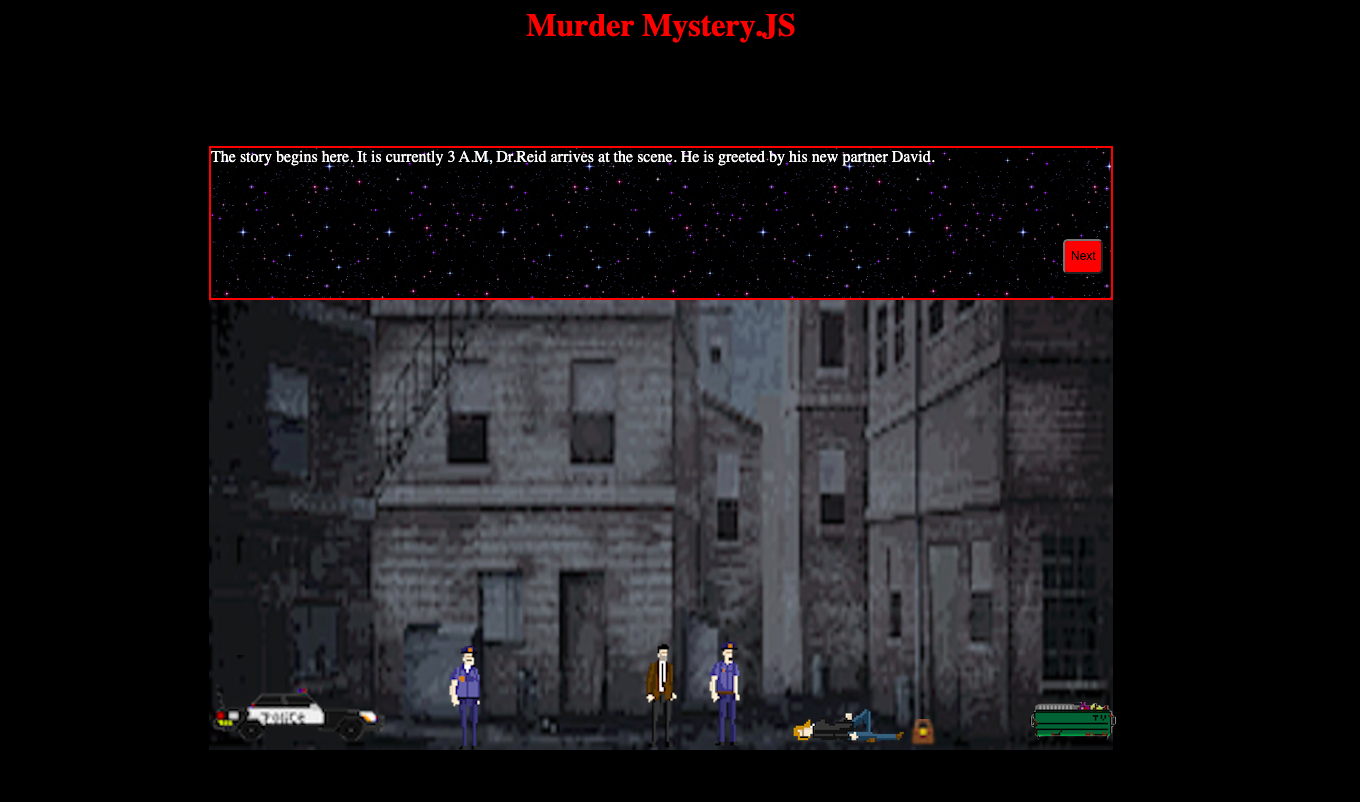 Murder Mystery.JS
The story begins here. It is currently 3 A.M, Dr.Reid arrives at the scene. He is greeted by his new partner David.
Next
POLICE